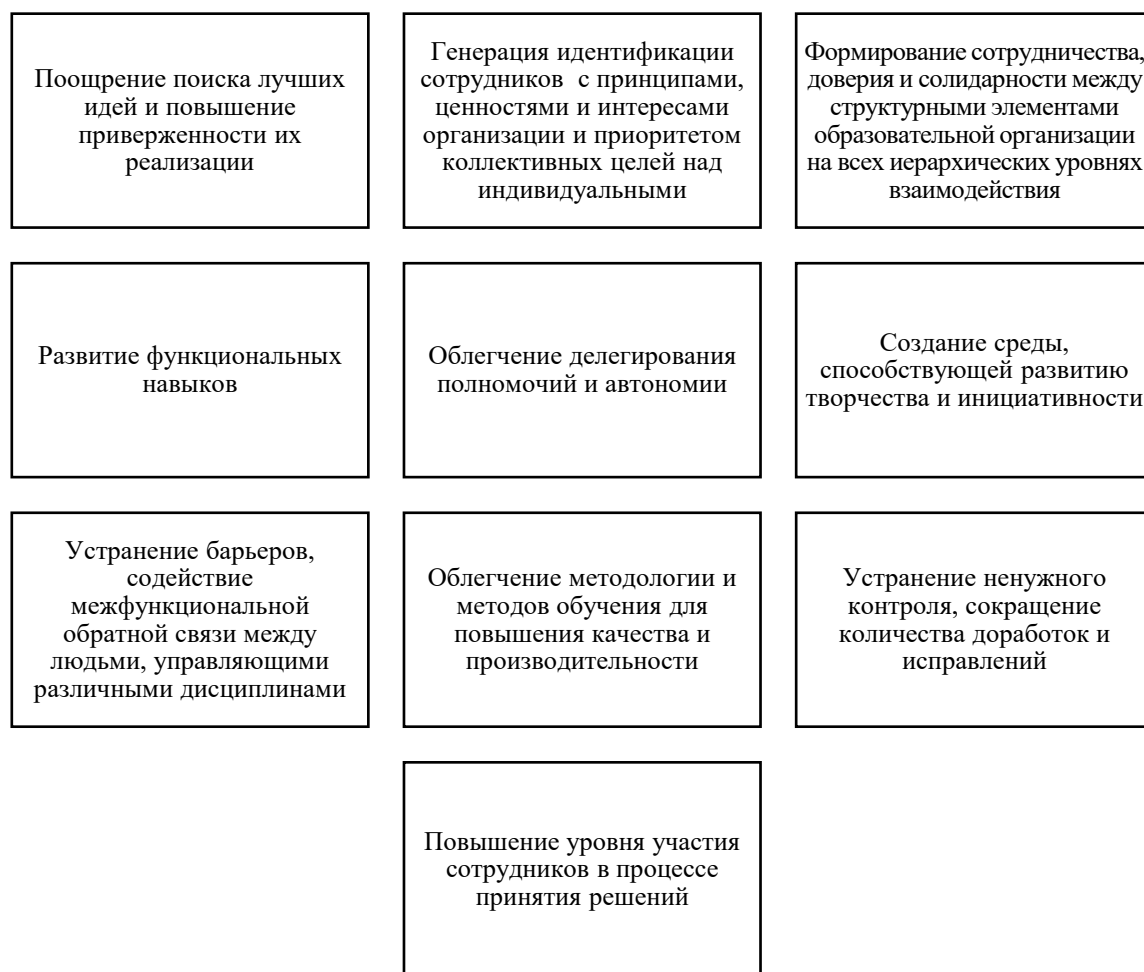 Поощрение поиска лучших
идей и повышение
приверженности их
реализации
Генерация идентификации
сотрудников с принципами,
ценностями и интересами
организации и приоритетом
коллективных целей над
индивидуальными
Формирование сотрудничества,
доверия и солидарности между
структурными элементами
образовательной организации
на всех иерархических уровнях
взаимодействия
Развитие функциональных
навыков
Облегчение делегирования
полномочий и автономии
Создание среды,
способствующей развитию
творчества и инициативности
Устранение барьеров,
содействие
межфункциональной
обратной связи между
людьми, управляющими
различными дисциплинами
Облегчение методологии и
методов обучения для
повышения качества и
производительности
Устранение ненужного
контроля, сокращение
количества доработок и
исправлений
Повышение уровня участия
сотрудников в процессе
принятия решений